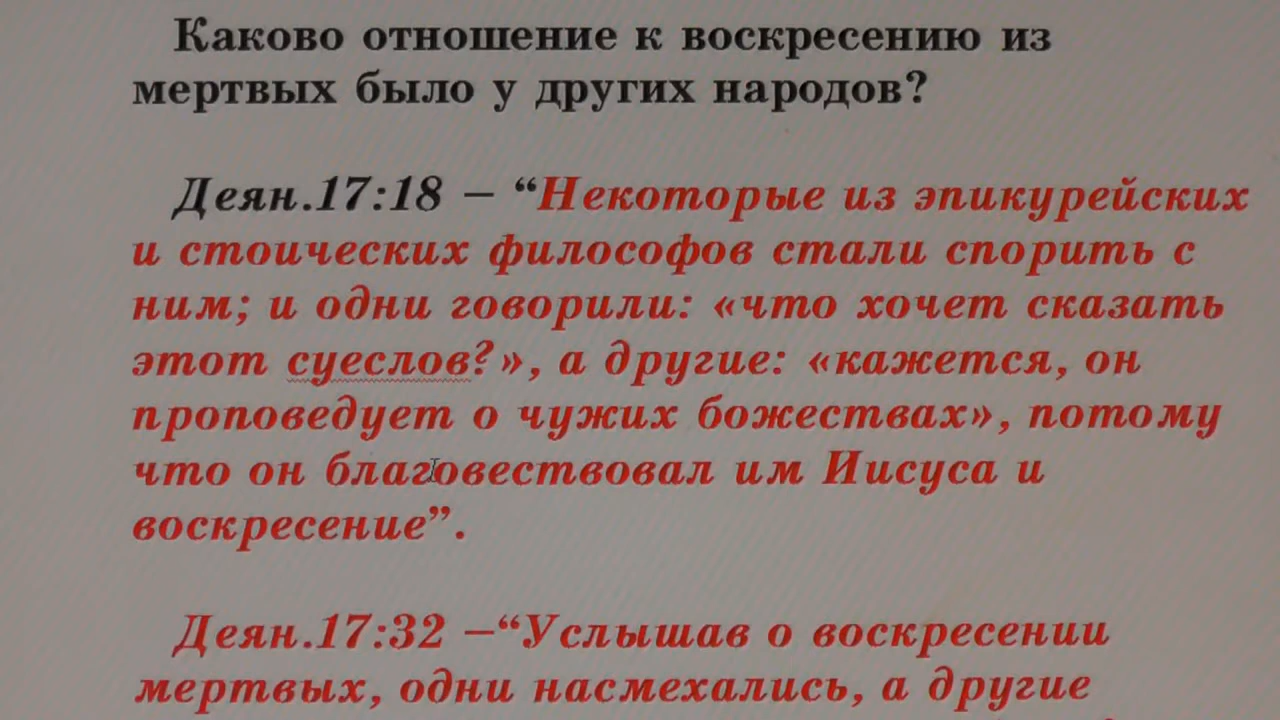 Каково отношение к воскресению из
мертвых было у других народов?
Деян.17:18 – “Некоторые из эпикурейских
и стоических философов стали спорить с
ним; и одни говорили: «что хочет сказать
этот суеслов?», а другие: «кажется, он
проповедует о чужих божествах», потому
что он благовествовал им Иисуса и
воскресение”.
Деян.17:32 –“Услышав о воскресении
мертвых, одни насмехались, а другие